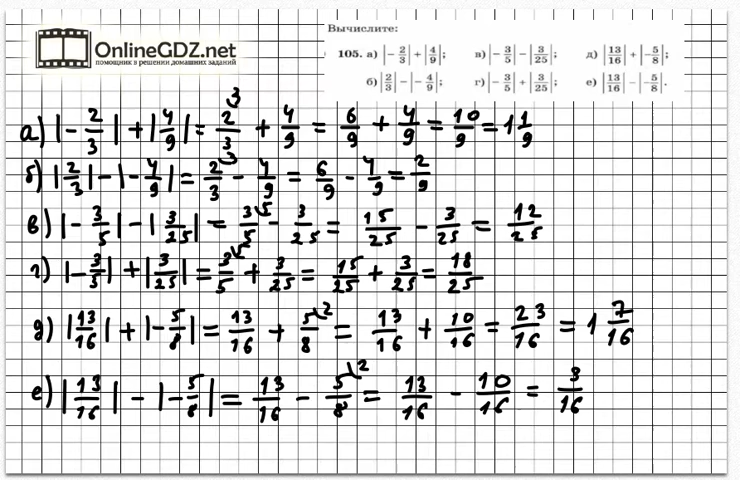 OnlineGDZ.net
помощник в решении домашних заданий
Вычислите:
105. а) |-2/3| + |4/9|; в) |-3/5| - |3/25|; д) |13/16| + |-5/8|;
б) |2/3| - |-4/9|; г) |-3/5| + |3/25|; е) |13/16| - |-5/8|.
а) |-2/3| + |4/9| = 2/3 ³ + 4/9 = 6/9 + 4/9 = 10/9 = 1 1/9
б) |2/3| - |-4/9| = 2/3 ³ - 4/9 = 6/9 - 4/9 = 2/9
в) |-3/5| - |3/25| = 3/5 ⁵ - 3/25 = 15/25 - 3/25 = 12/25
г) |-3/5| + |3/25| = 3/5 ⁵ + 3/25 = 15/25 + 3/25 = 18/25
д) |13/16| + |-5/8| = 13/16 + 5/8 ² = 13/16 + 10/16 = 23/16 = 1 7/16
е) |13/16| - |-5/8| = 13/16 - 5/8 ² = 13/16 - 10/16 = 3/16